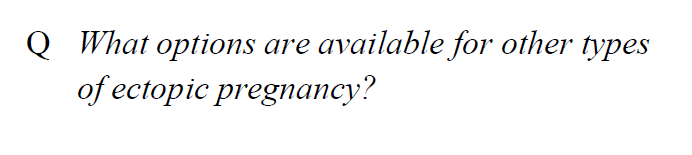 Q What options are available for other types
of ectopic pregnancy?